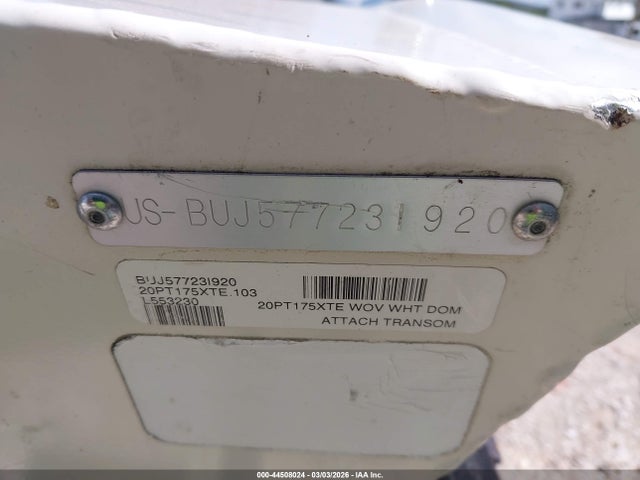 US-BUJ57723I920
BUJ57723I920
20PT175XTE.103
L553230
20PT175XTE WOV WHT DOM
ATTACH TRANSOM
000-44508024 - 03/03/2026 - IAA Inc.